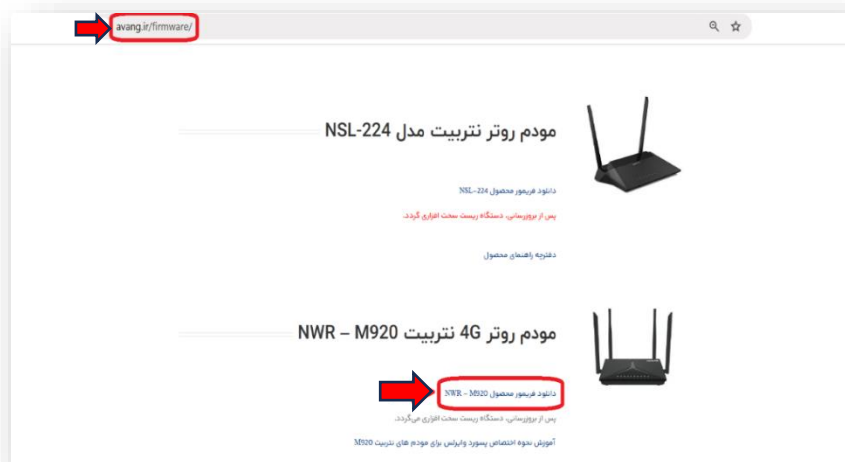 avang.ir/firmware/
مودم روتر نتربیت مدل NSL-224
دانلود فریمور محصول NSL-224
پس از بروزرسانی، دستگاه ریست سخت افزاری گردد.
دفترچه راهنمای محصول
مودم روتر 4G نتربیت NWR – M920
دانلود فریمور محصول NWR – M920
پس از بروزرسانی، دستگاه ریست سخت افزاری می‌گردد.
آموزش نحوه اختصاص پسورد وایرلس برای مودم های نتربیت M920